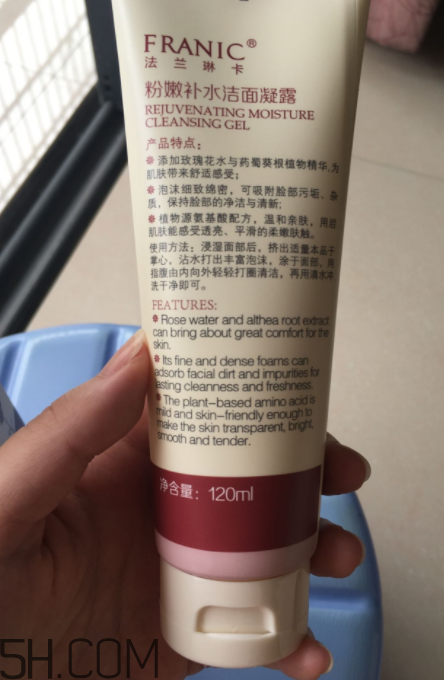 FRANIC®
法兰琳卡
粉嫩补水洁面凝露
REJUVENATING MOISTURE
CLEANSING GEL
产品特点：
添加玫瑰花水与药蜀葵根植物精华,为
肌肤带来舒适感受;
泡沫细致绵密，可吸附脸部污垢、杂
质，保持脸部的净洁与清新;
植物源氨基酸配方，温和亲肤，用后
肌肤能感受透亮、平滑的柔嫩肤触。
使用方法：浸湿面部后，挤出适量本品于
掌心，沾水打出丰富泡沫，涂于面部，用
指腹由内向外轻轻打圈清洁，再用清水冲
洗干净即可。
FEATURES:
Rose water and althea root extract
can bring about great comfort for the
skin.
Its fine and dense foams can
adsorb facial dirt and impurities for
lasting cleanness and freshness.
The plant-based amino acid is
mild and skin-friendly enough to
make the skin transparent, bright,
smooth and tender.
净含量：120ml
5H.COM